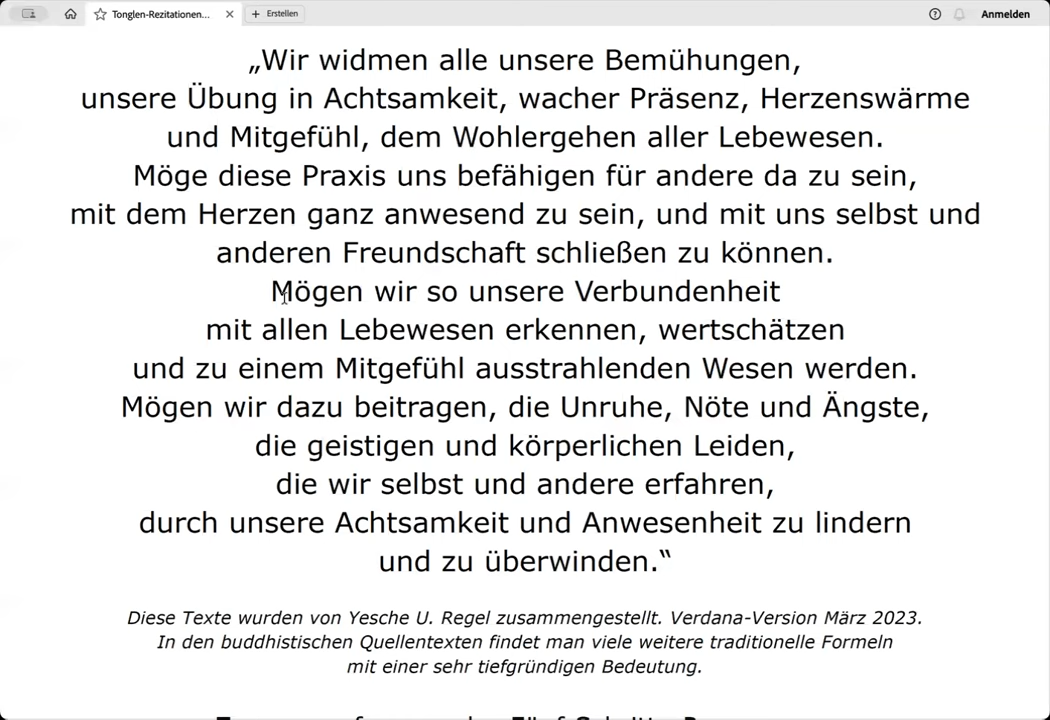 Tonglen-Rezitationen...
Erstellen
Anmelden
„Wir widmen alle unsere Bemühungen,
unsere Übung in Achtsamkeit, wacher Präsenz, Herzenswärme
und Mitgefühl, dem Wohlergehen aller Lebewesen.
Möge diese Praxis uns befähigen für andere da zu sein,
mit dem Herzen ganz anwesend zu sein, und mit uns selbst und
anderen Freundschaft schließen zu können.
Mögen wir so unsere Verbundenheit
mit allen Lebewesen erkennen, wertschätzen
und zu einem Mitgefühl ausstrahlenden Wesen werden.
Mögen wir dazu beitragen, die Unruhe, Nöte und Ängste,
die geistigen und körperlichen Leiden,
die wir selbst und andere erfahren,
durch unsere Achtsamkeit und Anwesenheit zu lindern
und zu überwinden.“
Diese Texte wurden von Yesche U. Regel zusammengestellt. Verdana-Version März 2023.
In den buddhistischen Quellentexten findet man viele weitere traditionelle Formeln
mit einer sehr tiefgründigen Bedeutung.